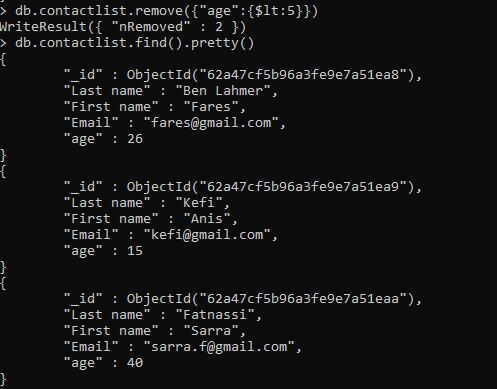 > db.contactlist.remove({"age":{$lt:5}})
WriteResult({ "nRemoved" : 2 })
> db.contactlist.find().pretty()
{
        "_id" : ObjectId("62a47cf5b96a3fe9e7a51ea8"),
        "Last name" : "Ben Lahmer",
        "First name" : "Fares",
        "Email" : "fares@gmail.com",
        "age" : 26
}
{
        "_id" : ObjectId("62a47cf5b96a3fe9e7a51ea9"),
        "Last name" : "Kefi",
        "First name" : "Anis",
        "Email" : "kefi@gmail.com",
        "age" : 15
}
{
        "_id" : ObjectId("62a47cf5b96a3fe9e7a51eaa"),
        "Last name" : "Fatnassi",
        "First name" : "Sarra",
        "Email" : "sarra.f@gmail.com",
        "age" : 40
}